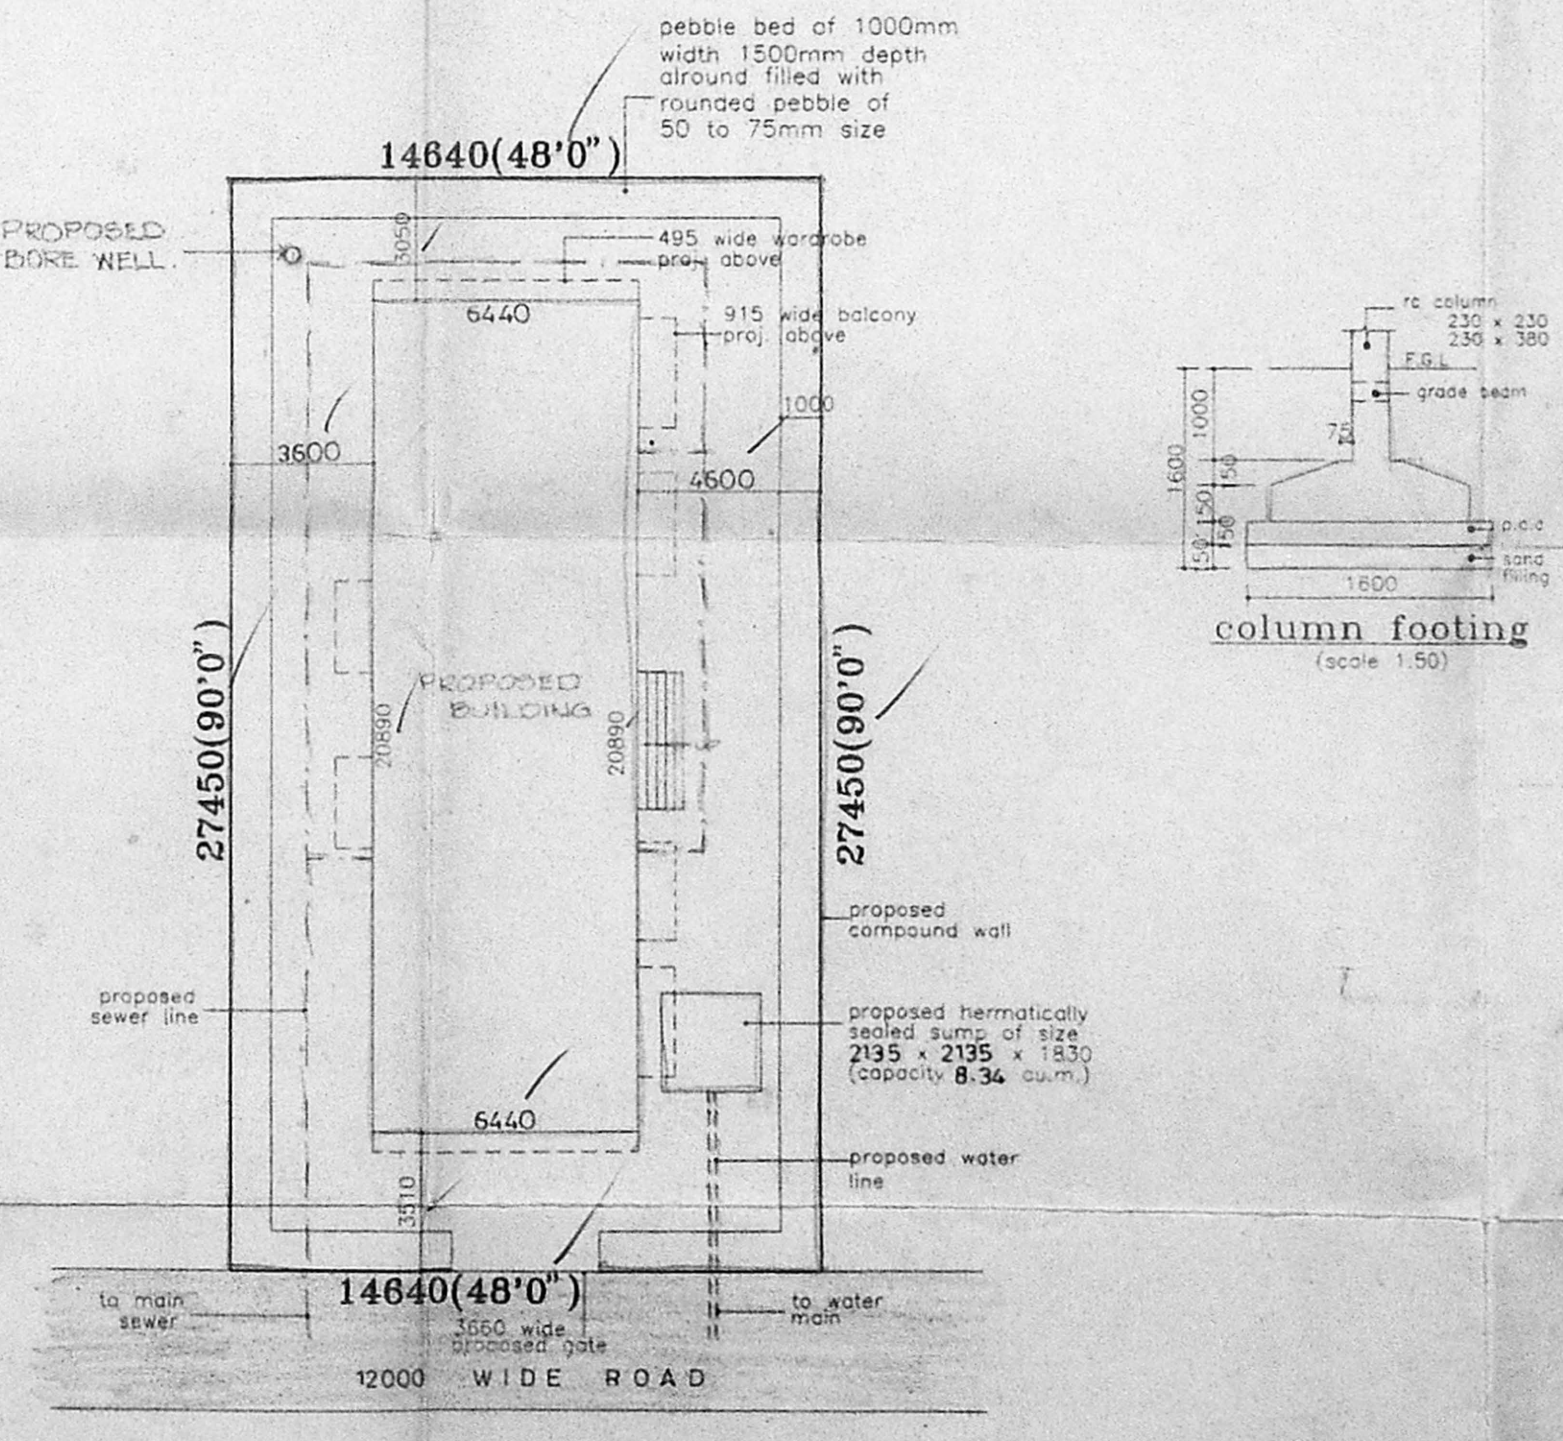 pebble bed of 1000mm
width 1500mm depth
alround filled with
rounded pebble of
50 to 75mm size
14640(48'0")
PROPOSED
BORE WELL.
3050
495 wide wardrobe
proj. above
6440
915 wide balcony
proj. above
1000
3600
4600
27450(90'0")
PROPOSED
BUILDING
20890
20890
27450(90'0")
proposed
compound wall
proposed
sewer line
proposed hermatically
sealed sump of size
2135 x 2135 x 1830
(capacity 8.34 cu.m.)
6440
proposed water
line
3510
14640(48'0")
to main
sewer
3660 wide
proposed gate
to water
main
12000 WIDE ROAD
rc column
230 x 230
230 x 380
F.G.L
grade beam
1000
75
1600
150
150
150
150
p.c.c
sand
filling
1600
column footing
(scale 1:50)